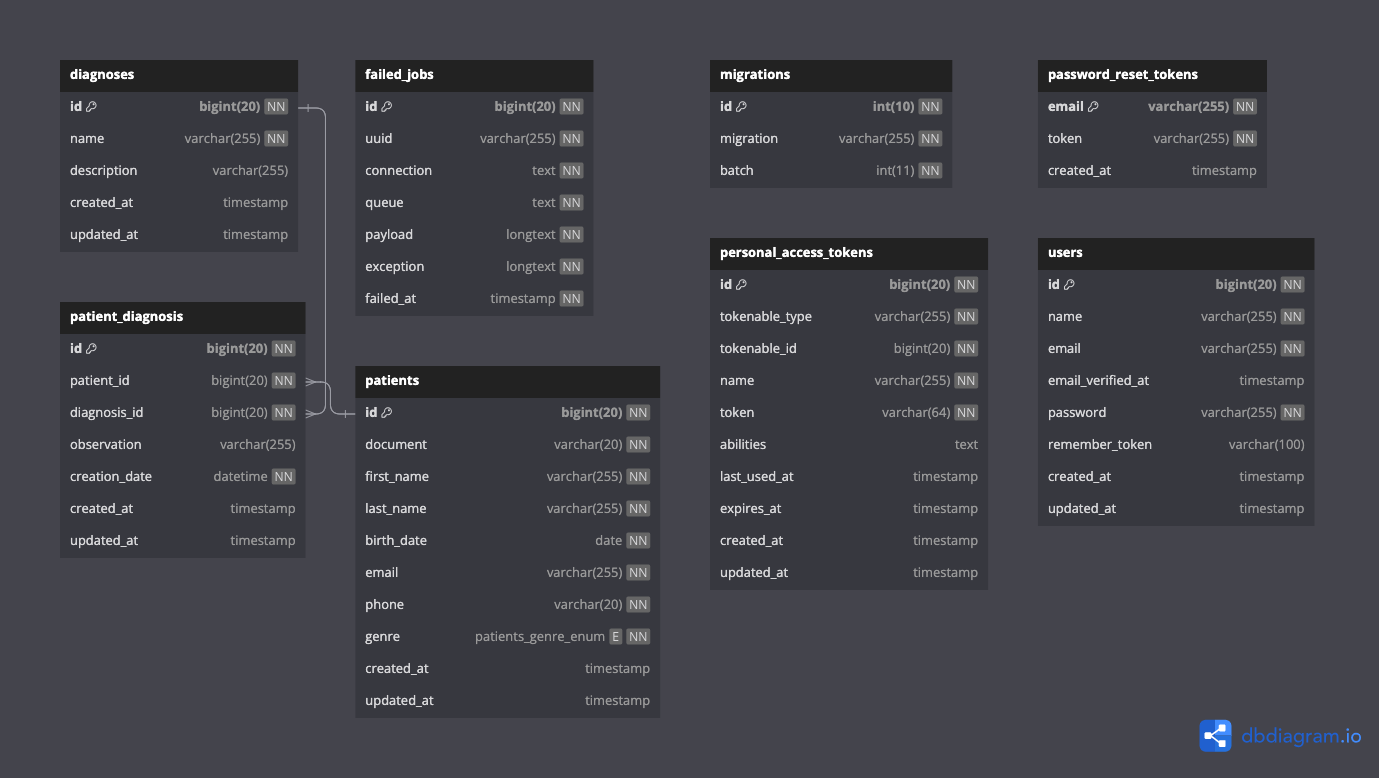 diagnoses
id bigint(20) NN
name varchar(255) NN
description varchar(255)
created_at timestamp
updated_at timestamp
patient_diagnosis
id bigint(20) NN
patient_id bigint(20) NN
diagnosis_id bigint(20) NN
observation varchar(255)
creation_date datetime NN
created_at timestamp
updated_at timestamp
failed_jobs
id bigint(20) NN
uuid varchar(255) NN
connection text NN
queue text NN
payload longtext NN
exception longtext NN
failed_at timestamp NN
patients
id bigint(20) NN
document varchar(20) NN
first_name varchar(255) NN
last_name varchar(255) NN
birth_date date NN
email varchar(255) NN
phone varchar(20) NN
genre patients_genre_enum E NN
created_at timestamp
updated_at timestamp
migrations
id int(10) NN
migration varchar(255) NN
batch int(11) NN
personal_access_tokens
id bigint(20) NN
tokenable_type varchar(255) NN
tokenable_id bigint(20) NN
name varchar(255) NN
token varchar(64) NN
abilities text
last_used_at timestamp
expires_at timestamp
created_at timestamp
updated_at timestamp
password_reset_tokens
email varchar(255) NN
token varchar(255) NN
created_at timestamp
users
id bigint(20) NN
name varchar(255) NN
email varchar(255) NN
email_verified_at timestamp
password varchar(255) NN
remember_token varchar(100)
created_at timestamp
updated_at timestamp
dbdiagram.io